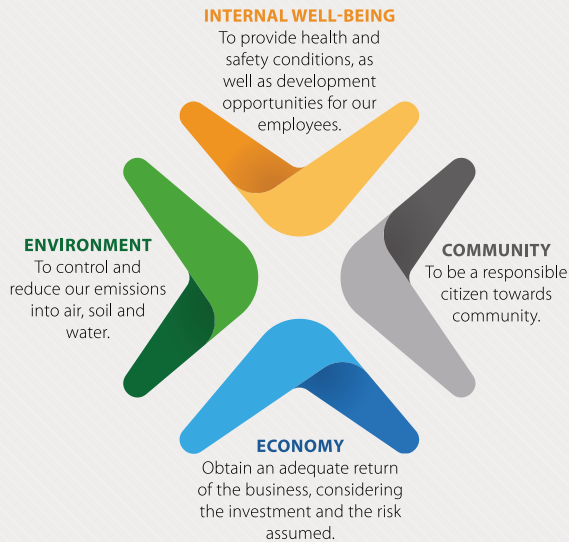 INTERNAL WELL-BEING
To provide health and
safety conditions, as
well as development
opportunities for our
employees.
ENVIRONMENT
To control and
reduce our emissions
into air, soil and
water.
COMMUNITY
To be a responsible
citizen towards
community.
ECONOMY
Obtain an adequate return
of the business, considering
the investment and the risk
assumed.